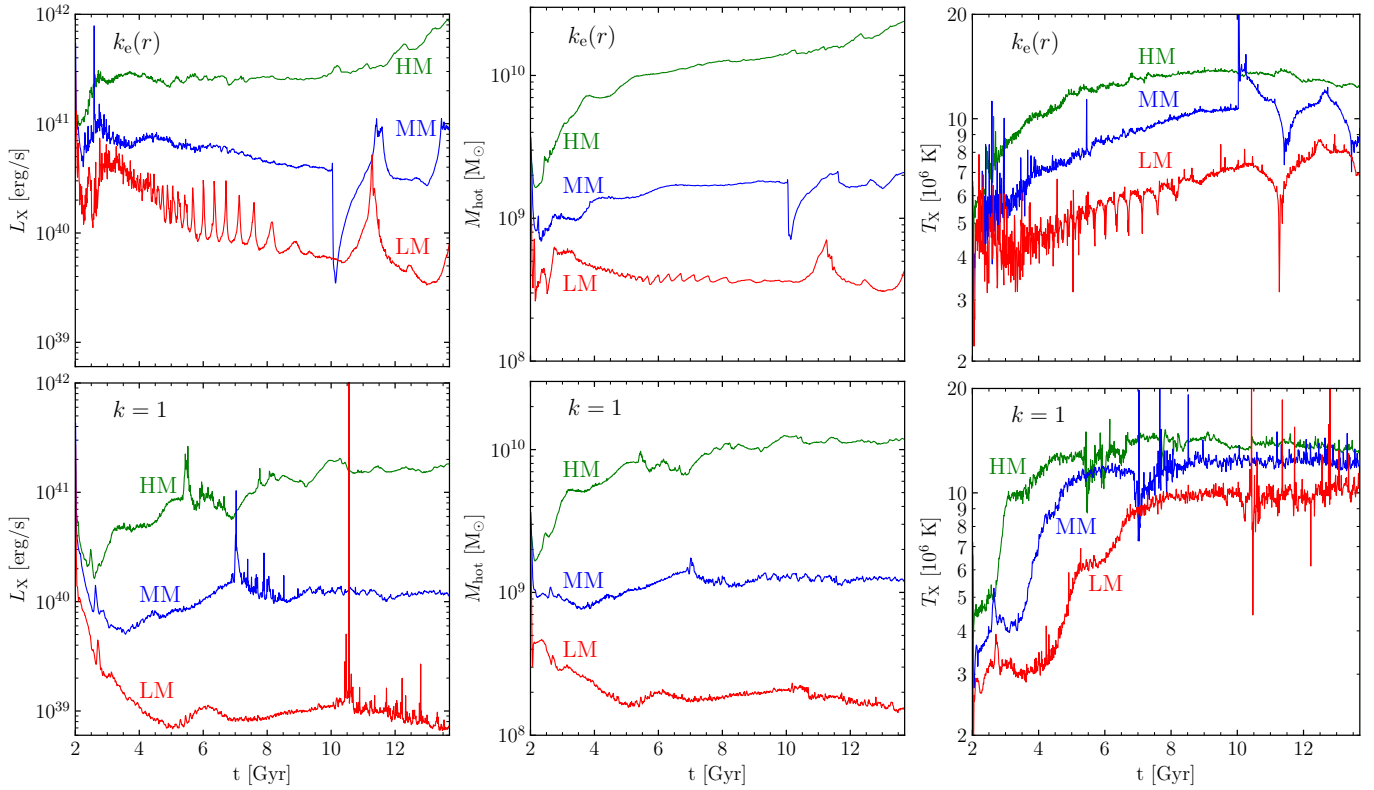 10^42
10^41
10^40
10^39
L_X [erg/s]
k_e(r)
HM
MM
LM
10^10
10^9
10^8
M_hot [M_⊙]
k_e(r)
HM
MM
LM
20
10
9
8
7
6
5
4
3
2
T_X [10^6 K]
k_e(r)
HM
MM
LM
10^42
10^41
10^40
10^39
L_X [erg/s]
k = 1
HM
MM
LM
2 4 6 8 10 12
t [Gyr]
10^10
10^9
10^8
M_hot [M_⊙]
k = 1
HM
MM
LM
2 4 6 8 10 12
t [Gyr]
20
10
9
8
7
6
5
4
3
2
T_X [10^6 K]
k = 1
HM
MM
LM
2 4 6 8 10 12
t [Gyr]